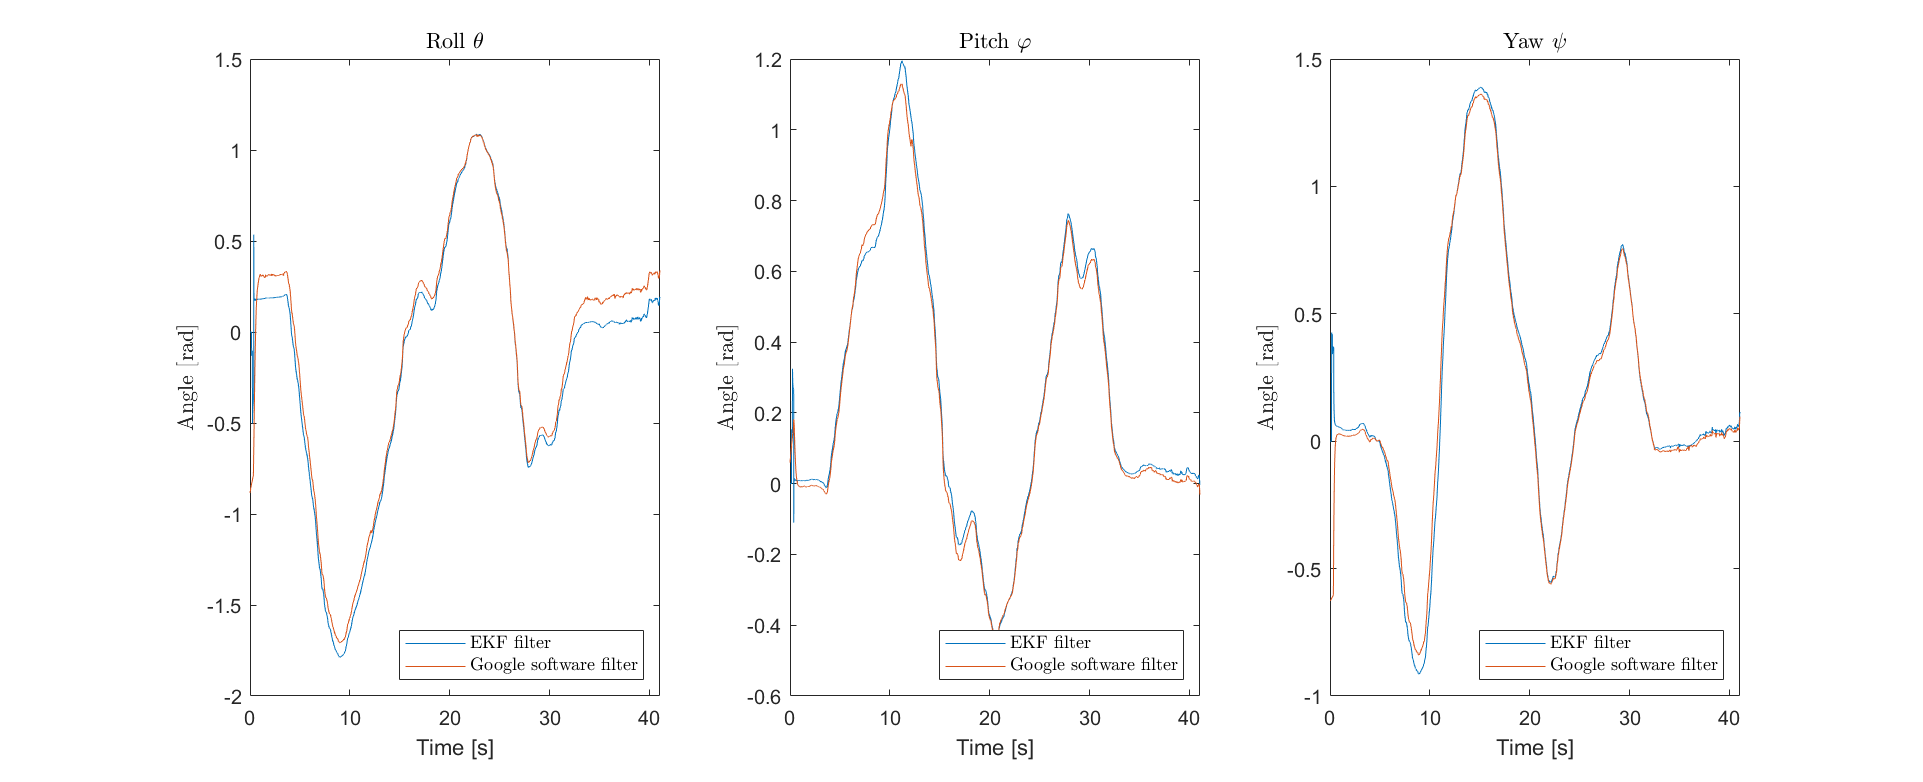 Roll θ
1.5
1
0.5
0
-0.5
-1
-1.5
-2
Angle [rad]
0 10 20 30 40
Time [s]
EKF filter
Google software filter
Pitch φ
1.2
1
0.8
0.6
0.4
0.2
0
-0.2
-0.4
-0.6
Angle [rad]
0 10 20 30 40
Time [s]
EKF filter
Google software filter
Yaw ψ
1.5
1
0.5
0
-0.5
-1
Angle [rad]
0 10 20 30 40
Time [s]
EKF filter
Google software filter